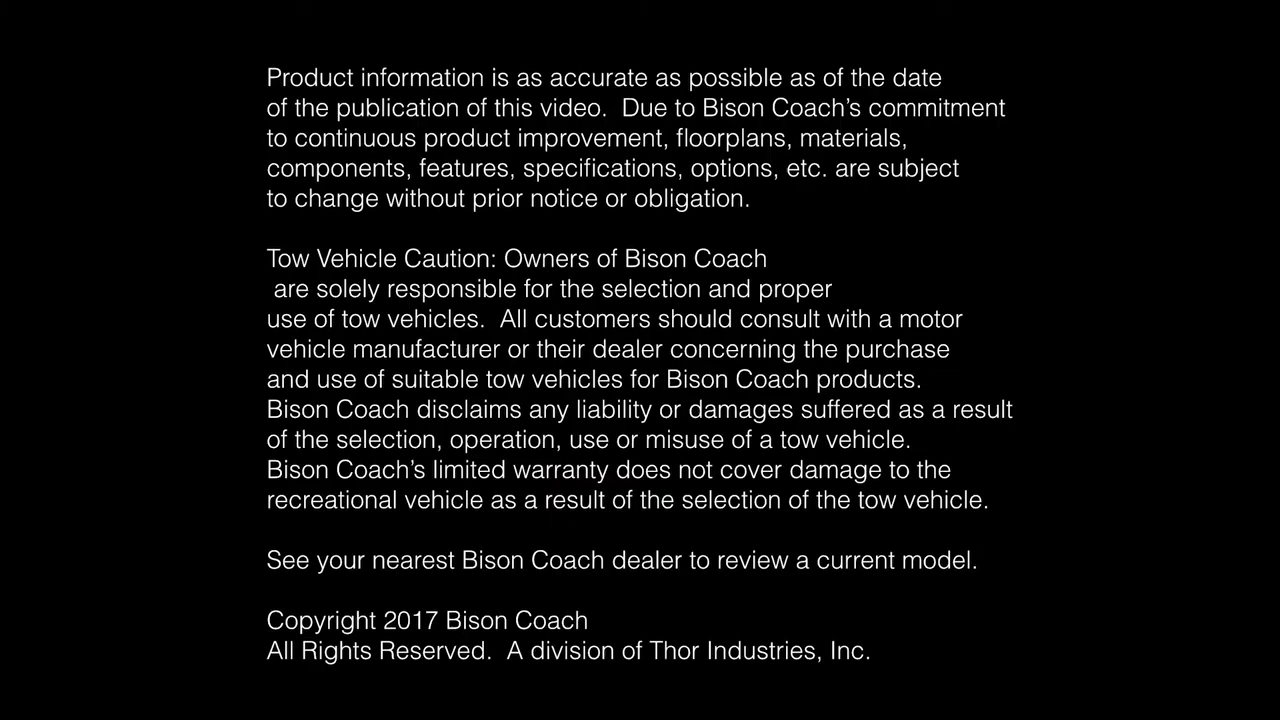 Product information is as accurate as possible as of the date
of the publication of this video.  Due to Bison Coach’s commitment
to continuous product improvement, floorplans, materials,
components, features, specifications, options, etc. are subject
to change without prior notice or obligation.
Tow Vehicle Caution: Owners of Bison Coach
are solely responsible for the selection and proper
use of tow vehicles.  All customers should consult with a motor
vehicle manufacturer or their dealer concerning the purchase
and use of suitable tow vehicles for Bison Coach products.
Bison Coach disclaims any liability or damages suffered as a result
of the selection, operation, use or misuse of a tow vehicle.
Bison Coach’s limited warranty does not cover damage to the
recreational vehicle as a result of the selection of the tow vehicle.
See your nearest Bison Coach dealer to review a current model.
Copyright 2017 Bison Coach
All Rights Reserved.  A division of Thor Industries, Inc.